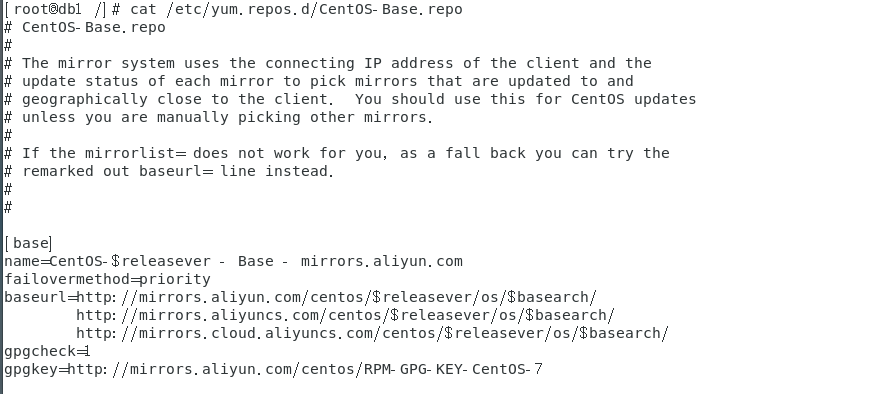 [root@db1 /]# cat /etc/yum.repos.d/CentOS-Base.repo
# CentOS-Base.repo
#
# The mirror system uses the connecting IP address of the client and the
# update status of each mirror to pick mirrors that are updated to and
# geographically close to the client.  You should use this for CentOS updates
# unless you are manually picking other mirrors.
#
# If the mirrorlist= does not work for you, as a fall back you can try the
# remarked out baseurl= line instead.
#
#

[base]
name=CentOS-$releasever - Base - mirrors.aliyun.com
failovermethod=priority
baseurl=http://mirrors.aliyun.com/centos/$releasever/os/$basearch/
        http://mirrors.aliyuncs.com/centos/$releasever/os/$basearch/
        http://mirrors.cloud.aliyuncs.com/centos/$releasever/os/$basearch/
gpgcheck=1
gpgkey=http://mirrors.aliyun.com/centos/RPM-GPG-KEY-CentOS-7